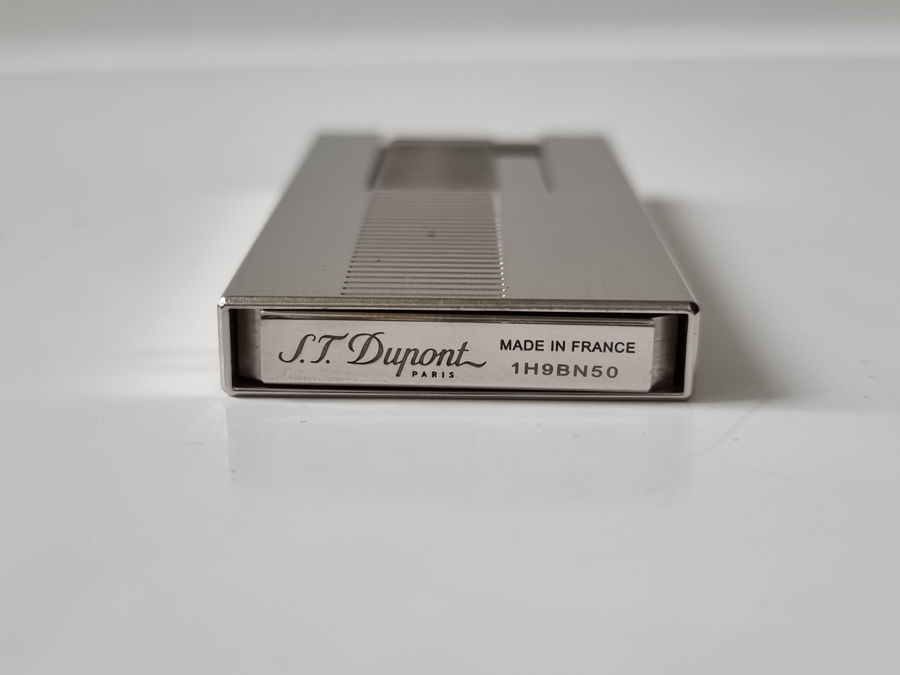 S.T. Dupont
PARIS
MADE IN FRANCE
1H9BN50